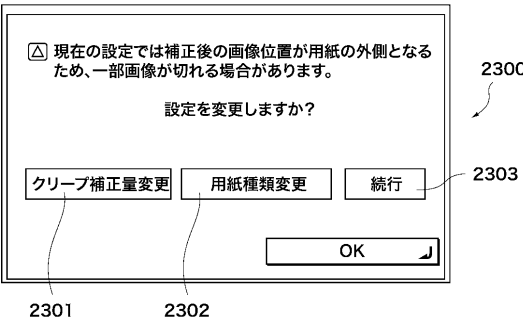 現在の設定では補正後の画像位置が用紙の外側となる
ため、一部画像が切れる場合があります。
設定を変更しますか？
2300
クリープ補正量変更 用紙種類変更 続行
2303
OK
2301 2302